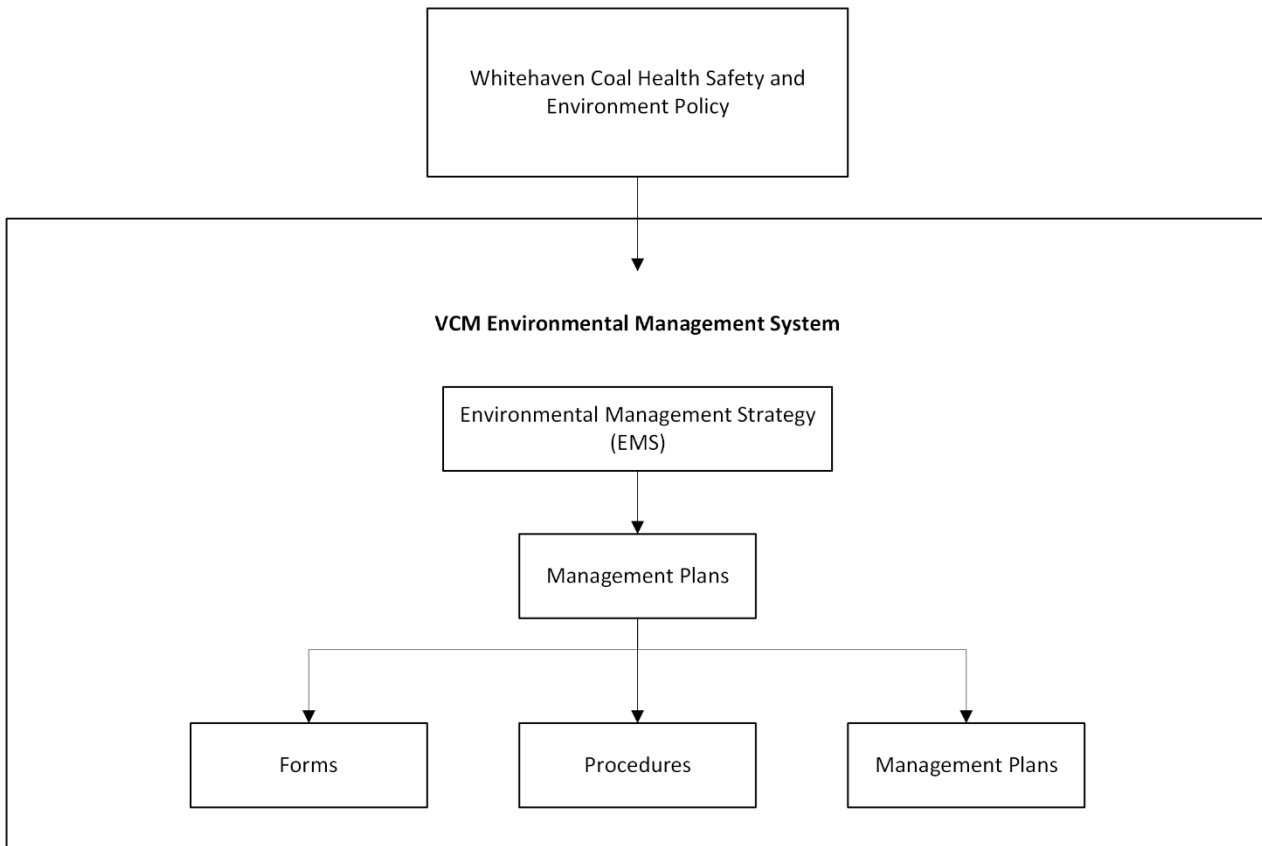 Whitehaven Coal Health Safety and
Environment Policy
VCM Environmental Management System
Environmental Management Strategy
(EMS)
Management Plans
Forms
Procedures
Management Plans